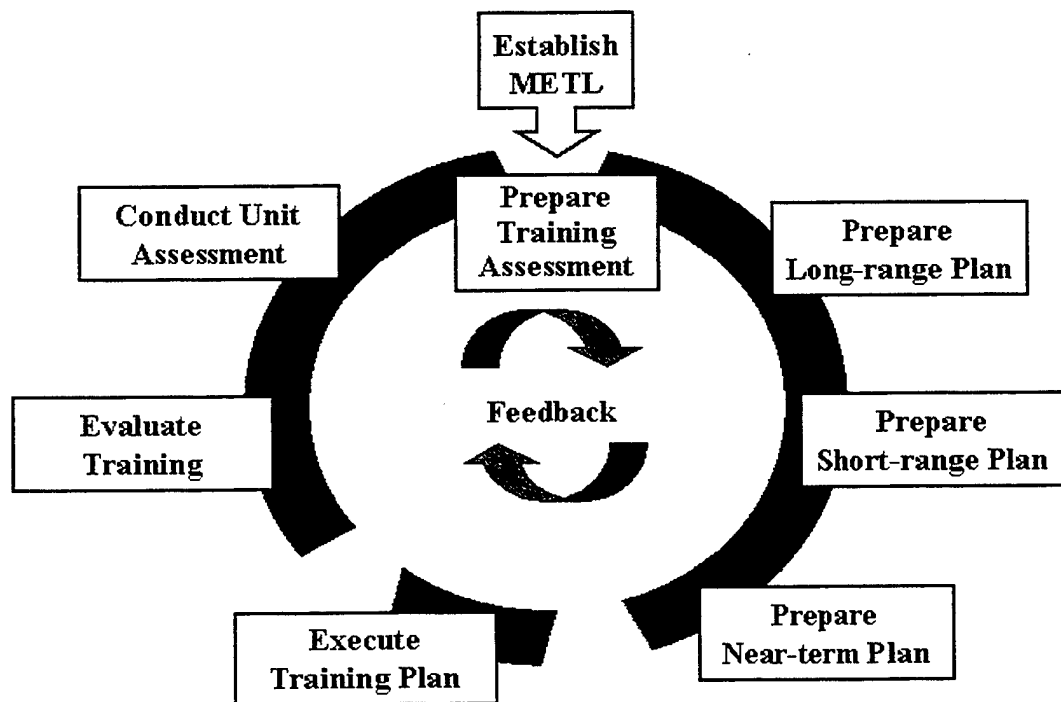 Establish
METL
Prepare
Training
Assessment
Prepare
Long-range Plan
Prepare
Short-range Plan
Prepare
Near-term Plan
Execute
Training Plan
Evaluate
Training
Conduct Unit
Assessment
Feedback